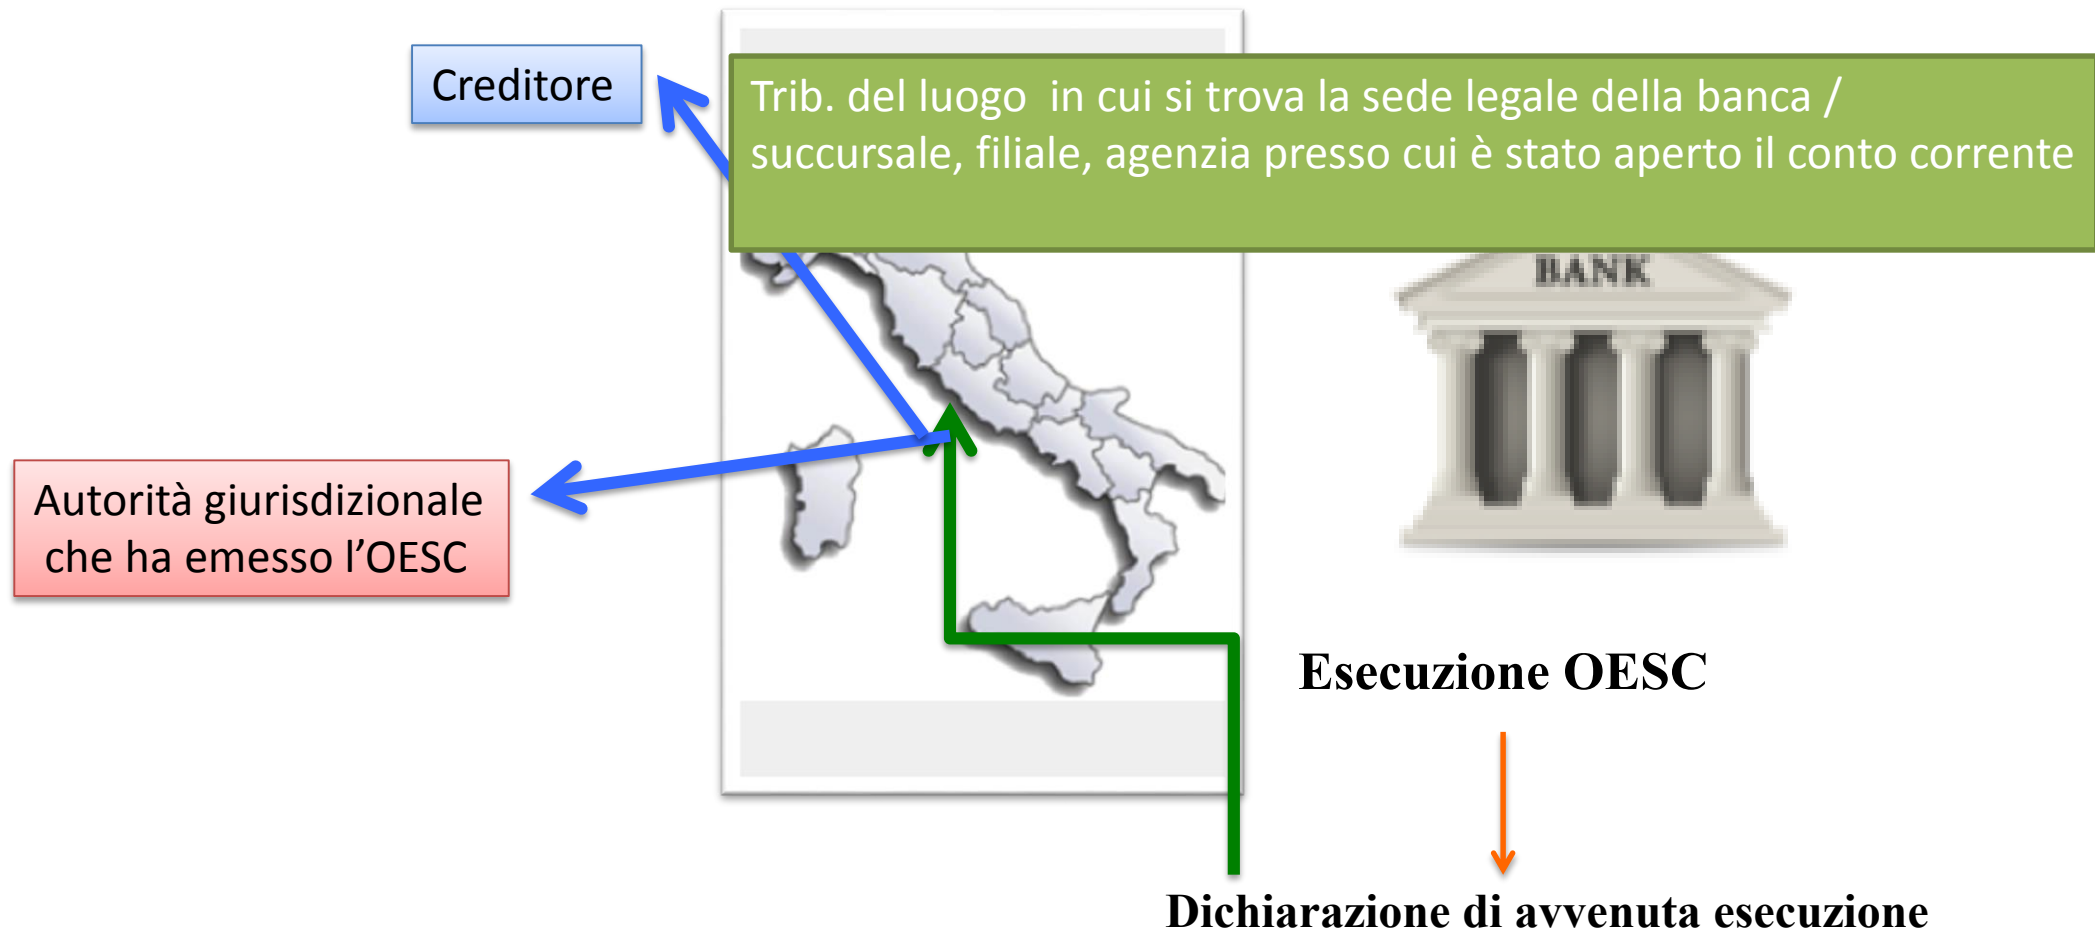 Creditore
Trib. del luogo in cui si trova la sede legale della banca /
succursale, filiale, agenzia presso cui è stato aperto il conto corrente
BANK
Autorità giurisdizionale
che ha emesso l’OESC
Esecuzione OESC
Dichiarazione di avvenuta esecuzione